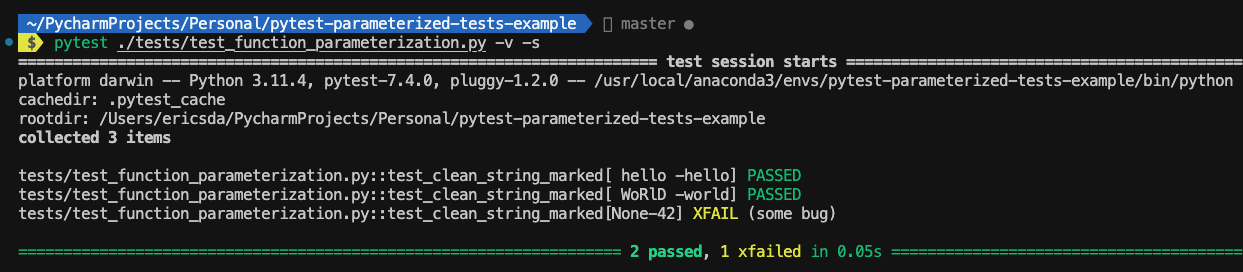 ~/PycharmProjects/Personal/pytest-parameterized-tests-example master
$ pytest ./tests/test_function_parameterization.py -v -s
======================================================================= test session starts ============================================
platform darwin -- Python 3.11.4, pytest-7.4.0, pluggy-1.2.0 -- /usr/local/anaconda3/envs/pytest-parameterized-tests-example/bin/python
cachedir: .pytest_cache
rootdir: /Users/ericsda/PycharmProjects/Personal/pytest-parameterized-tests-example
collected 3 items
tests/test_function_parameterization.py::test_clean_string_marked[ hello -hello] PASSED
tests/test_function_parameterization.py::test_clean_string_marked[ WoRlD -world] PASSED
tests/test_function_parameterization.py::test_clean_string_marked[None-42] XFAIL (some bug)
=================================================================== 2 passed, 1 xfailed in 0.05s =======================================